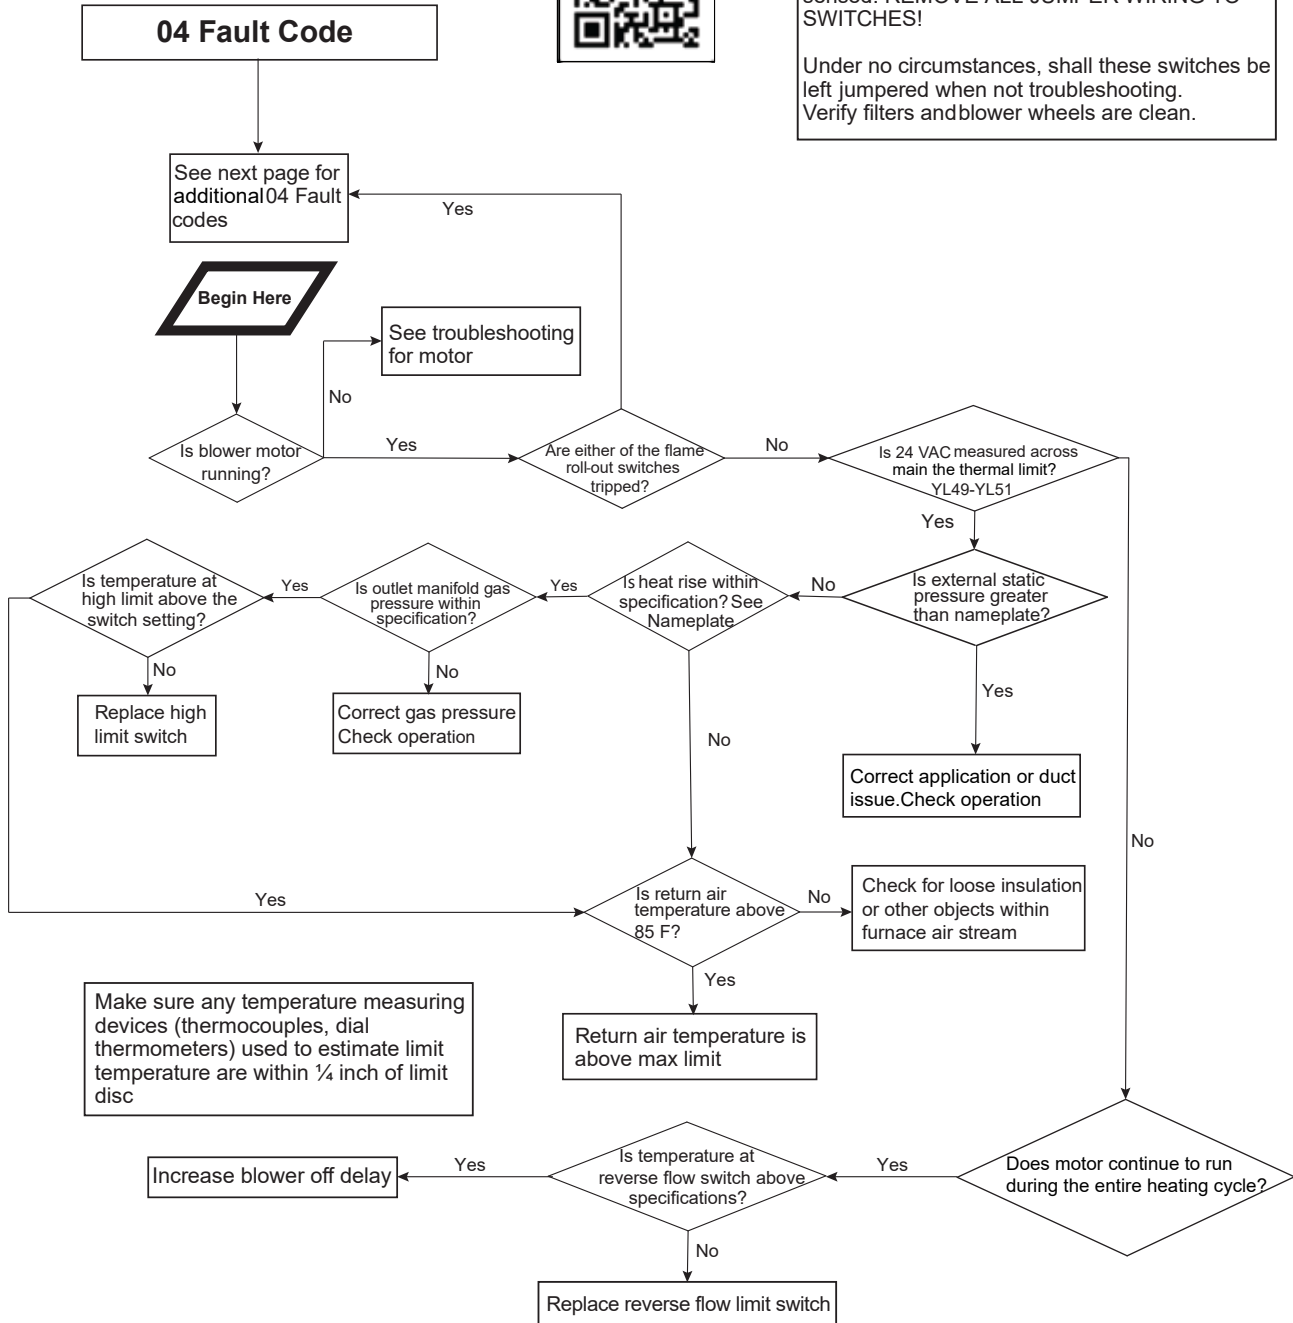 04 Fault Code
sensed. REMOVE ALL JUMPER WIRING TO
SWITCHES!
Under no circumstances, shall these switches be
left jumpered when not troubleshooting.
Verify filters and blower wheels are clean.
See next page for
additional 04 Fault
codes
Yes
Begin Here
See troubleshooting
for motor
No
Is blower motor
running?
Yes
Are either of the flame
roll-out switches
tripped?
No
Is 24 VAC measured across
main the thermal limit?
YL49-YL51
Yes
Is temperature at
high limit above the
switch setting?
Yes
Is outlet manifold gas
pressure within
specification?
Yes
Is heat rise within
specification? See
Nameplate
No
Is external static
pressure greater
than nameplate?
No
Replace high
limit switch
No
Correct gas pressure
Check operation
No
Yes
Correct application or duct
issue.Check operation
No
Yes
Is return air
temperature above
85 F?
No
Check for loose insulation
or other objects within
furnace air stream
Yes
Return air temperature is
above max limit
Make sure any temperature measuring
devices (thermocouples, dial
thermometers) used to estimate limit
temperature are within ¼ inch of limit
disc
Increase blower off delay
Yes
Is temperature at
reverse flow switch above
specifications?
Yes
Does motor continue to run
during the entire heating cycle?
No
Replace reverse flow limit switch